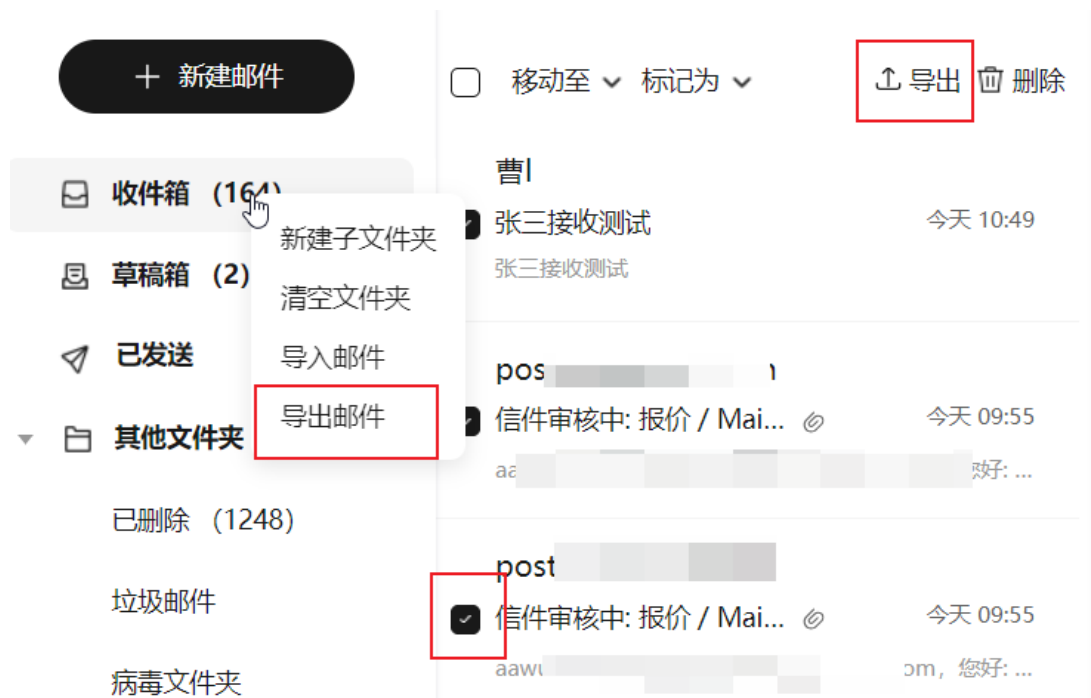 新建邮件
移动至 标记为 导出 删除
收件箱 (164)
草稿箱 (2)
已发送
其他文件夹
已删除 (1248)
垃圾邮件
病毒文件夹
新建子文件夹
清空文件夹
导入邮件
导出邮件
曹
张三接收测试 今天 10:49
张三接收测试
pos
信件审核中: 报价 / Mai... 今天 09:55
aa 您好: ...
post
信件审核中: 报价 / Mai... 今天 09:55
aawu om, 您好: ...